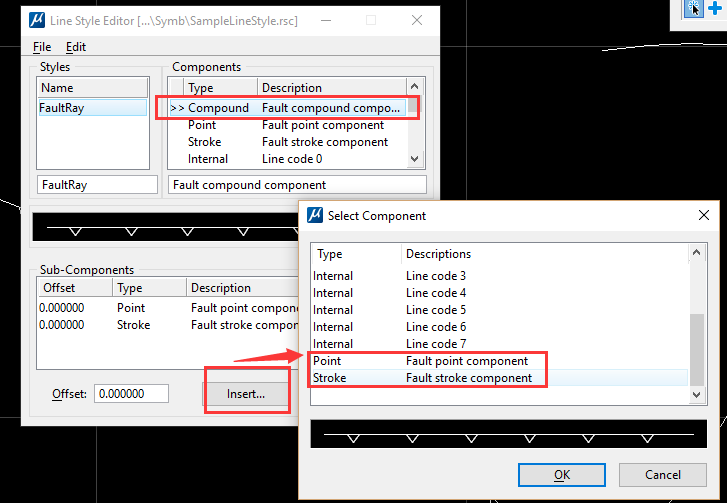 Line Style Editor [...\Symb\SampleLineStyle.rsc]
File Edit
Styles
Name
FaultRay
FaultRay
Components
Type Description
>> Compound Fault compound compo...
Point Fault point component
Stroke Fault stroke component
Internal Line code 0
Fault compound component
Sub-Components
Offset Type Description
0.000000 Point Fault point compone
0.000000 Stroke Fault stroke compor
Offset: 0.000000 Insert...
Select Component
Type Descriptions
Internal Line code 3
Internal Line code 4
Internal Line code 5
Internal Line code 6
Internal Line code 7
Point Fault point component
Stroke Fault stroke component
OK Cancel